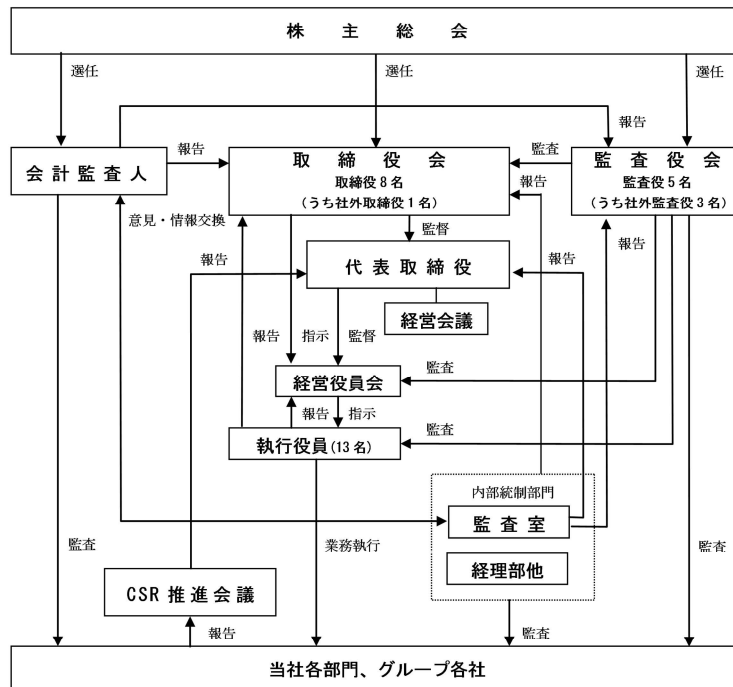 株主総会
選任
選任
選任
報告
会計監査人
報告
取締役会
取締役8名
(うち社外取締役1名)
監査
監査役会
監査役5名
(うち社外監査役3名)
報告
意見・情報交換
監督
報告
報告
代表取締役
報告
経営会議
報告
指示
監督
経営役員会
監査
報告
指示
執行役員(13名)
監査
内部統制部門
監査室
監査
業務執行
監査
経理部他
CSR推進会議
報告
監査
当社各部門、グループ各社